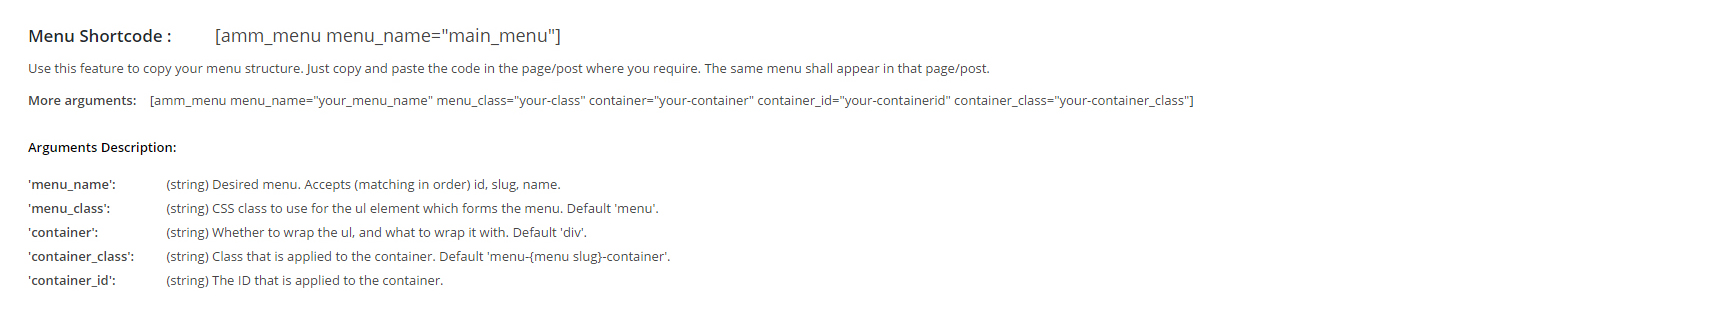 Menu Shortcode : [amm_menu menu_name="main_menu"]
Use this feature to copy your menu structure. Just copy and paste the code in the page/post where you require. The same menu shall appear in that page/post.
More arguments: [amm_menu menu_name="your_menu_name" menu_class="your-class" container="your-container" container_id="your-containerid" container_class="your-container_class"]
Arguments Description:
'menu_name': (string) Desired menu. Accepts (matching in order) id, slug, name.
'menu_class': (string) CSS class to use for the ul element which forms the menu. Default 'menu'.
'container': (string) Whether to wrap the ul, and what to wrap it with. Default 'div'.
'container_class': (string) Class that is applied to the container. Default 'menu-{menu slug}-container'.
'container_id': (string) The ID that is applied to the container.